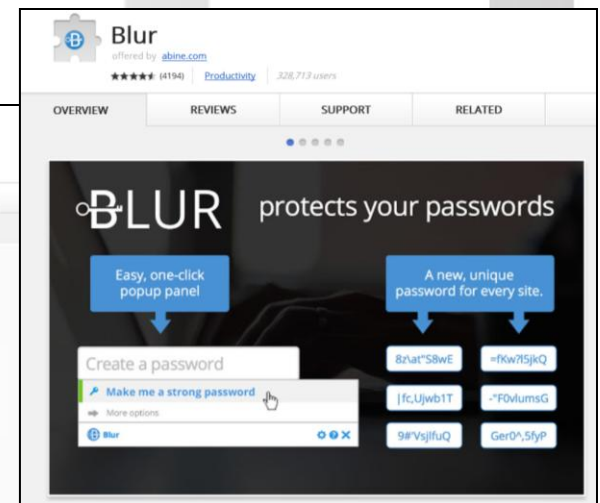 Blur
offered by abine.com
(4194) Productivity 328,713 users
OVERVIEW REVIEWS SUPPORT RELATED
BLUR protects your passwords
Easy, one-click
popup panel
A new, unique
password for every site.
Create a password
Make me a strong password
More options
Blur
8z\at"S8wE =fKw?l5jkQ
|fc,Ujwb1T -"F0vlumsG
9#'VsjIfuQ Ger0^,5fyP